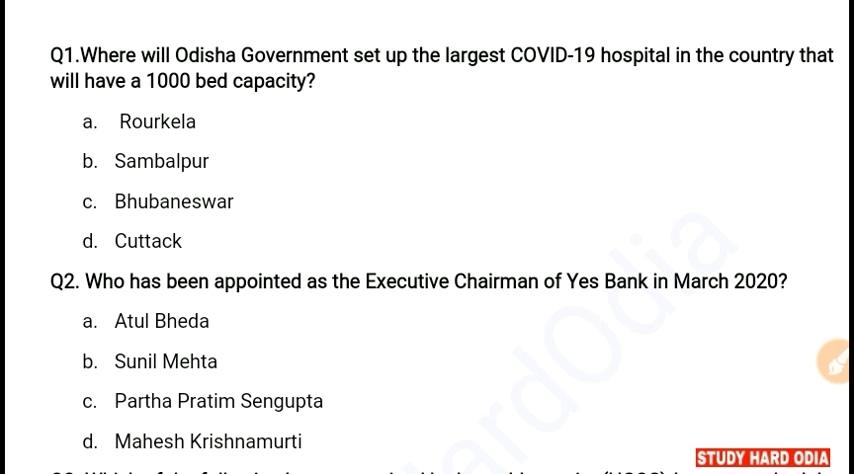 Q1.Where will Odisha Government set up the largest COVID-19 hospital in the country that
will have a 1000 bed capacity?
a. Rourkela
b. Sambalpur
c. Bhubaneswar
d. Cuttack
Q2. Who has been appointed as the Executive Chairman of Yes Bank in March 2020?
a. Atul Bheda
b. Sunil Mehta
c. Partha Pratim Sengupta
d. Mahesh Krishnamurti
STUDY HARD ODIA